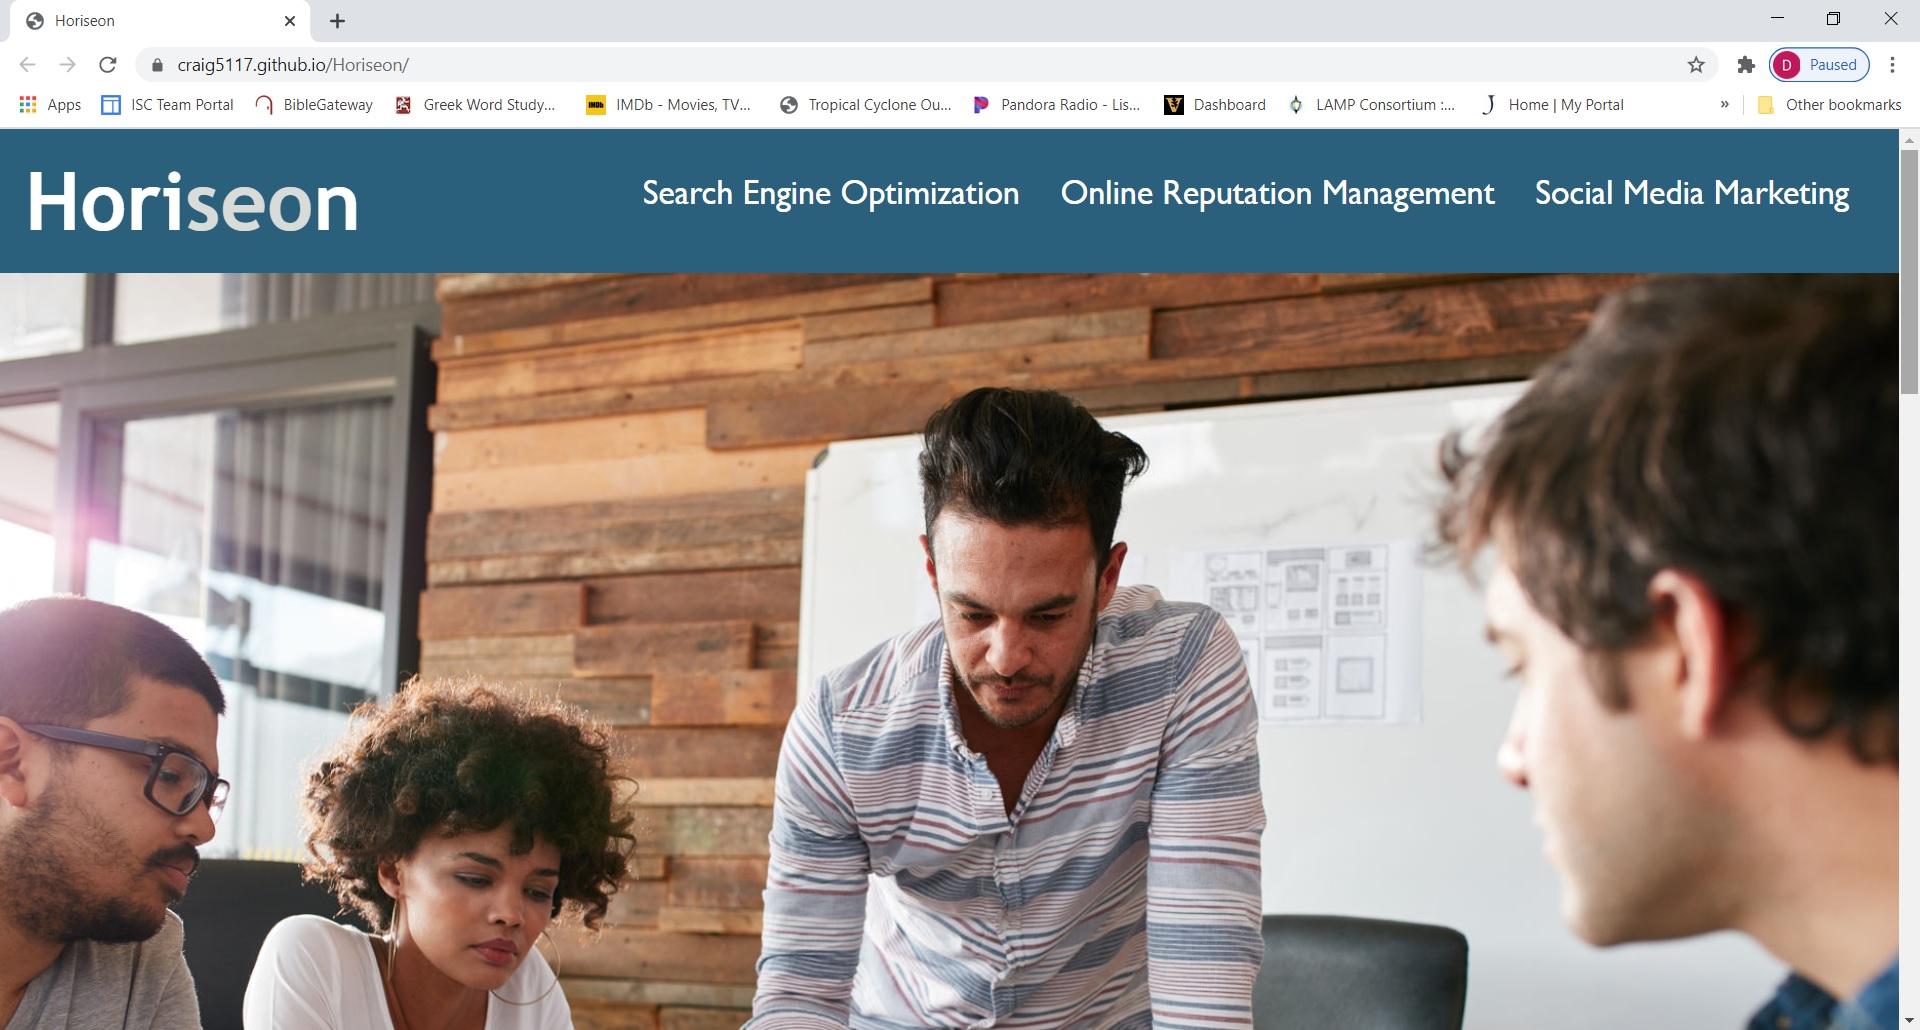 Horiseon
craig5117.github.io/Horiseon/
D Paused
Apps ISC Team Portal BibleGateway Greek Word Study... IMDb - Movies, TV... Tropical Cyclone Ou... Pandora Radio - Lis... Dashboard LAMP Consortium :... Home | My Portal » Other bookmarks
Horiseon Search Engine Optimization Online Reputation Management Social Media Marketing